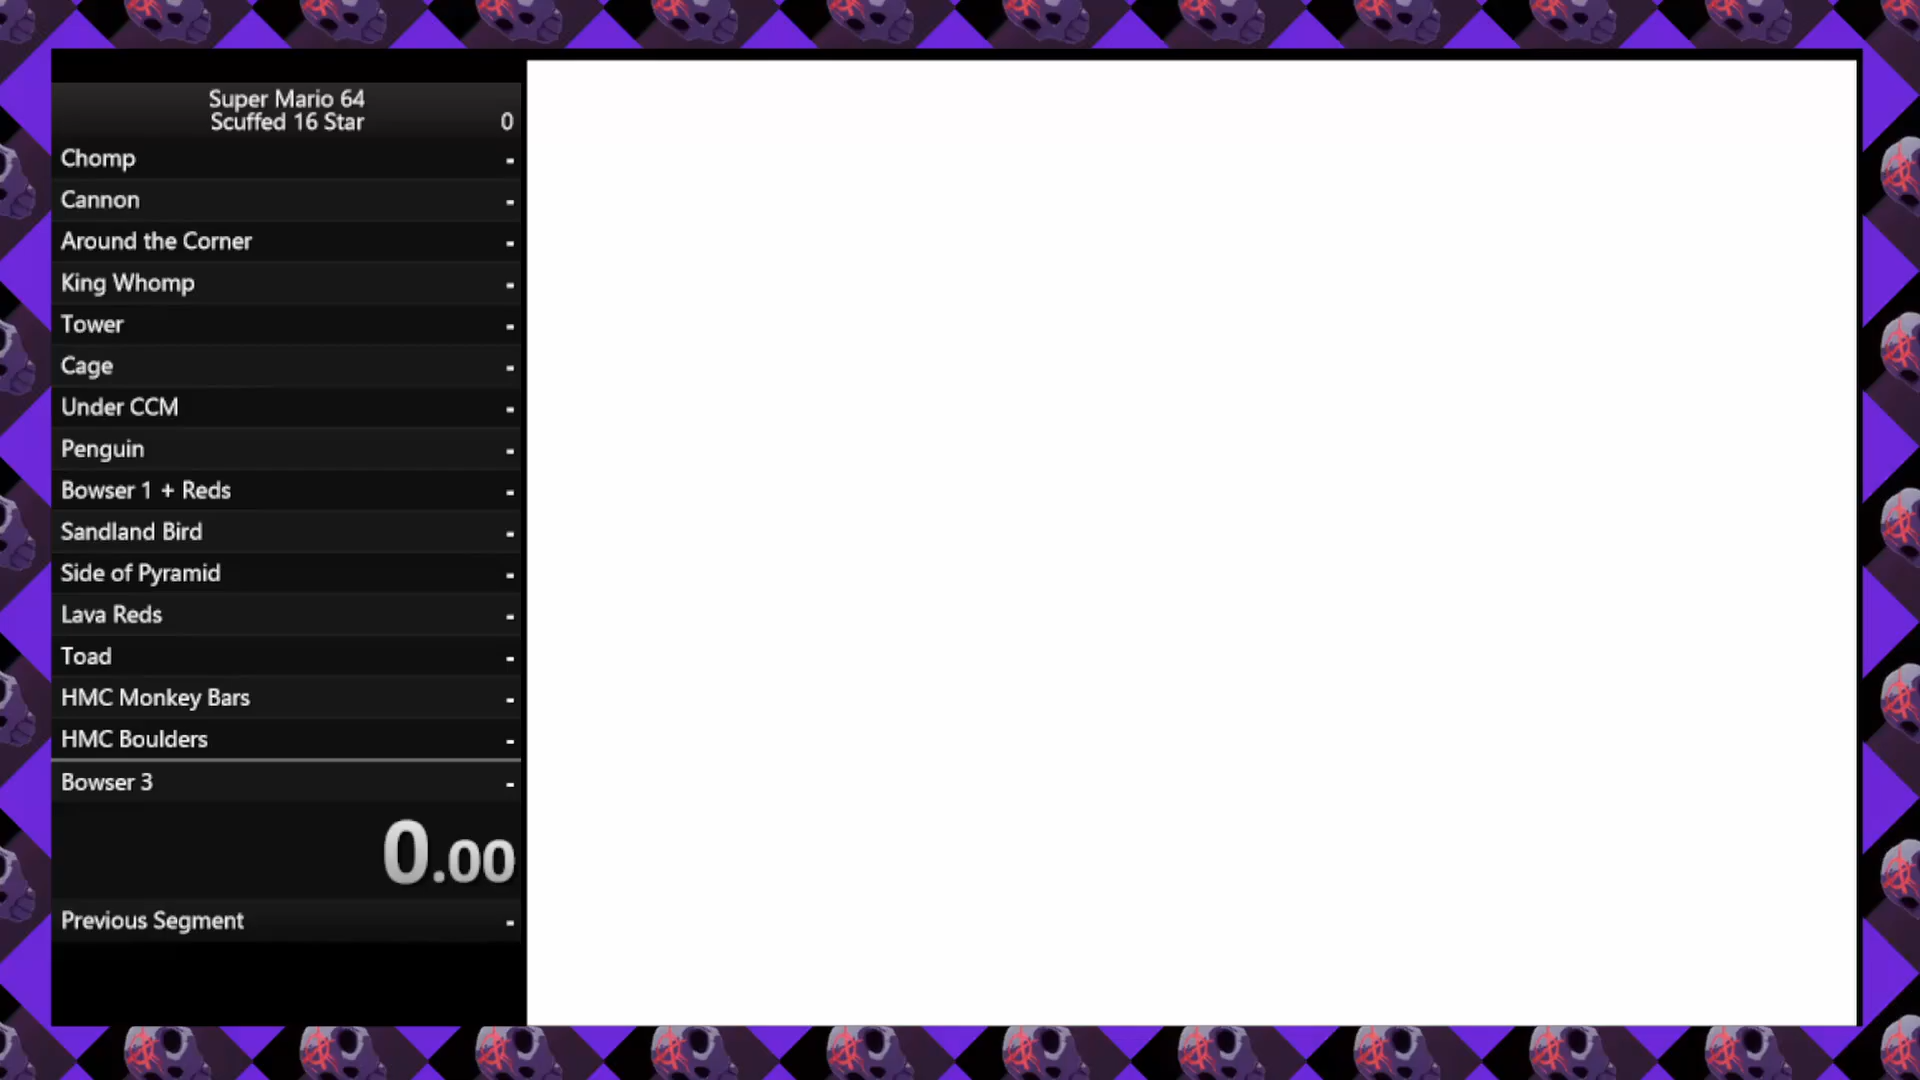 Super Mario 64
Scuffed 16 Star 0
Chomp -
Cannon -
Around the Corner -
King Whomp -
Tower -
Cage -
Under CCM -
Penguin -
Bowser 1 + Reds -
Sandland Bird -
Side of Pyramid -
Lava Reds -
Toad -
HMC Monkey Bars -
HMC Boulders -
Bowser 3 -
0.00
Previous Segment -